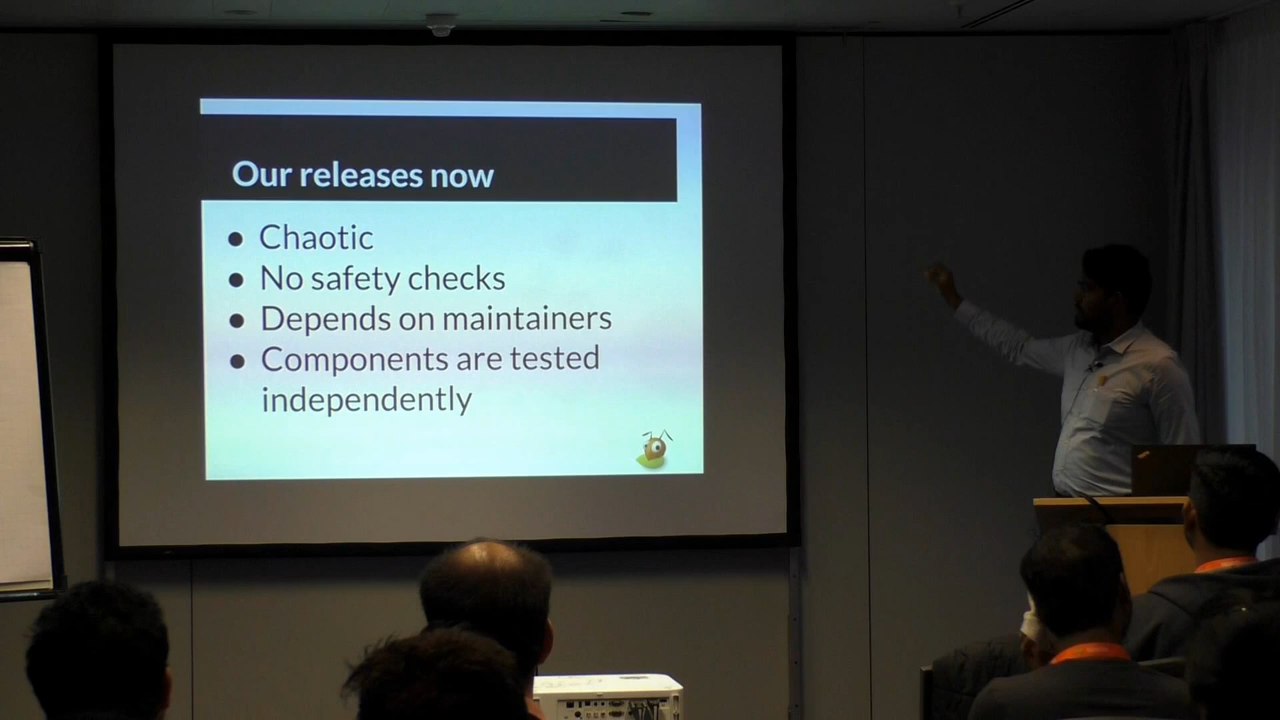 Our releases now
● Chaotic
● No safety checks
● Depends on maintainers
● Components are tested
independently